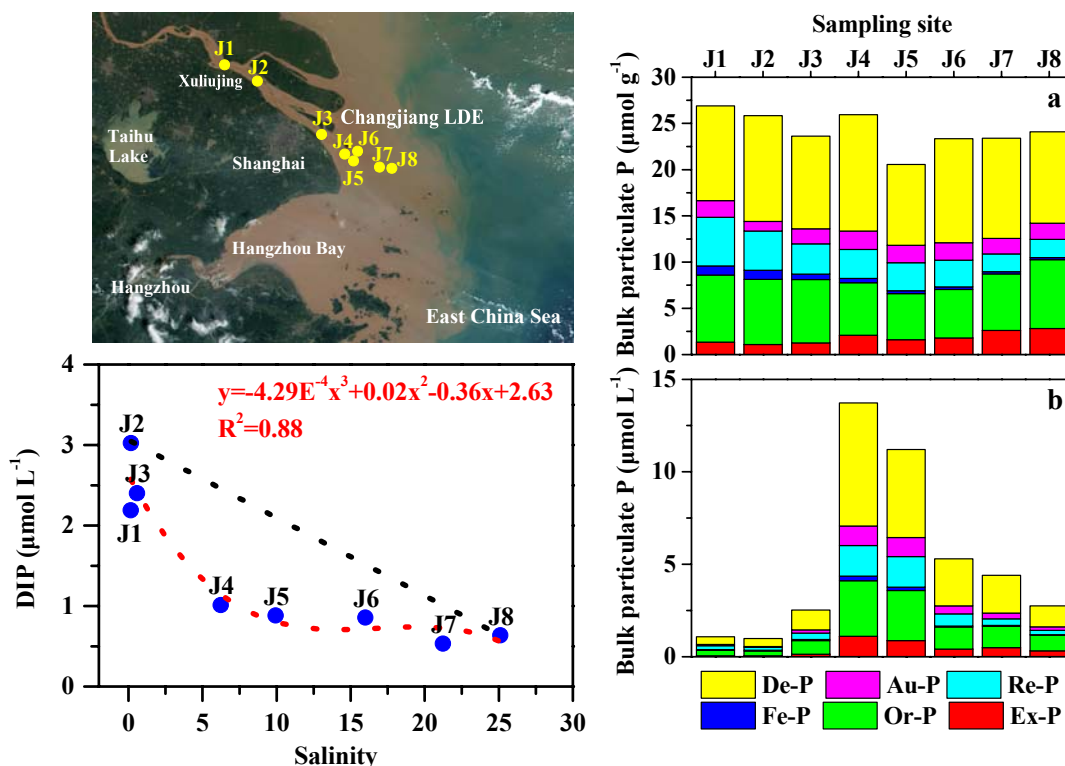 J1
J2
Xuliujing
J3
Changjiang LDE
Taihu
Lake
J4
J6
J7
J8
J5
Shanghai
Hangzhou Bay
Hangzhou
East China Sea
4
3
2
1
0
DIP (μmol L⁻¹)
y=-4.29E⁻⁴x³+0.02x²-0.36x+2.63
R²=0.88
J2
J3
J1
J4
J5
J6
J7
J8
0
5
10
15
20
25
30
Salinity
Sampling site
J1 J2 J3 J4 J5 J6 J7 J8
30
25
20
15
10
5
0
Bulk particulate P (μmol g⁻¹)
a
15
10
5
0
Bulk particulate P (μmol L⁻¹)
b
De-P Au-P Re-P
Fe-P Or-P Ex-P